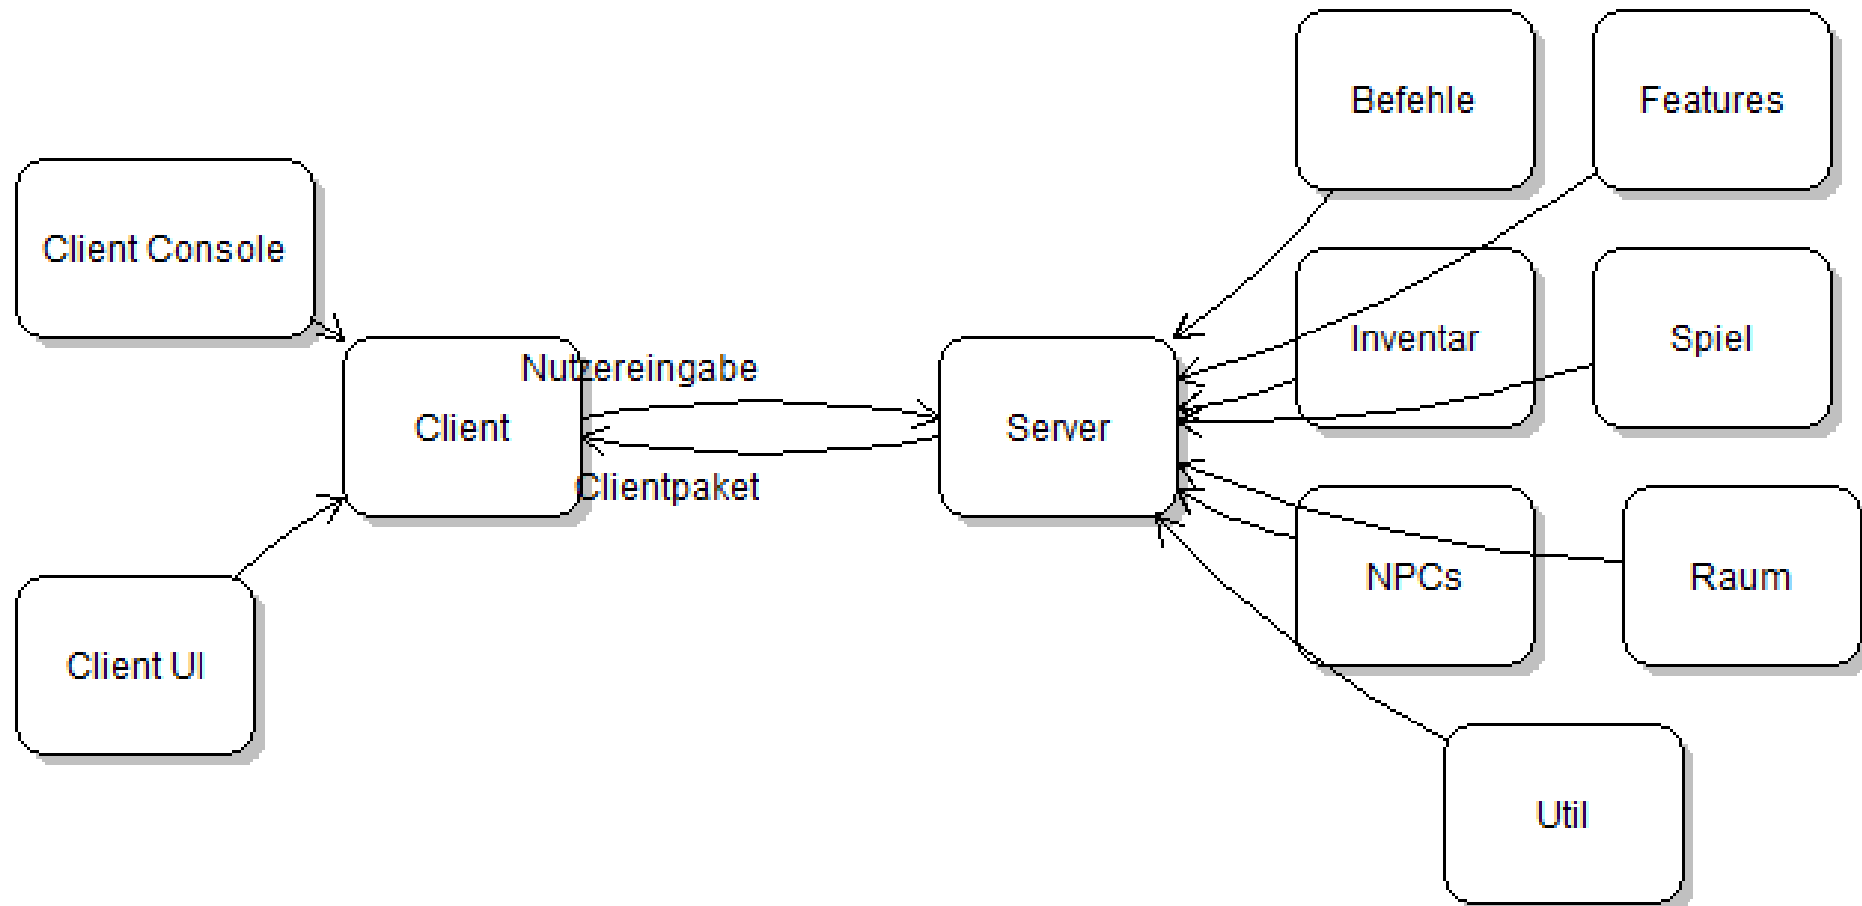 Befehle
Features
Client Console
Inventar
Spiel
Nutzereingabe
Client
Server
Clientpaket
NPCs
Raum
Client UI
Util